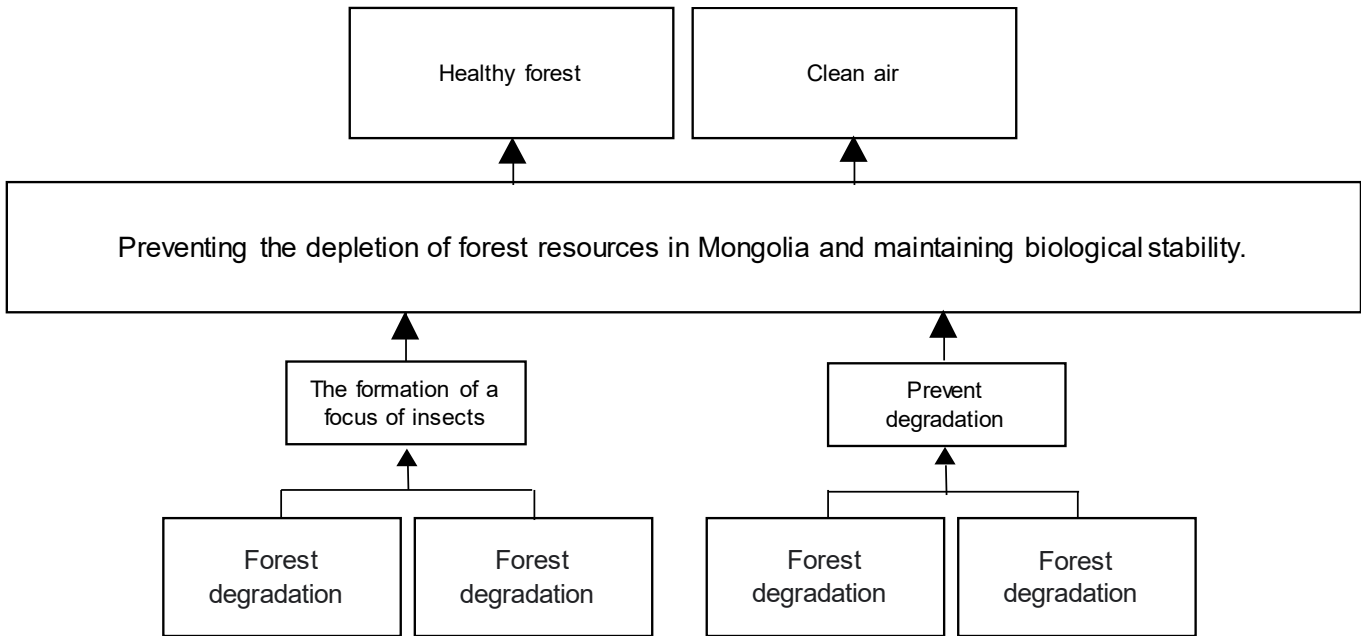 Healthy forest
Clean air
Preventing the depletion of forest resources in Mongolia and maintaining biological stability.
The formation of a
focus of insects
Prevent
degradation
Forest
degradation
Forest
degradation
Forest
degradation
Forest
degradation